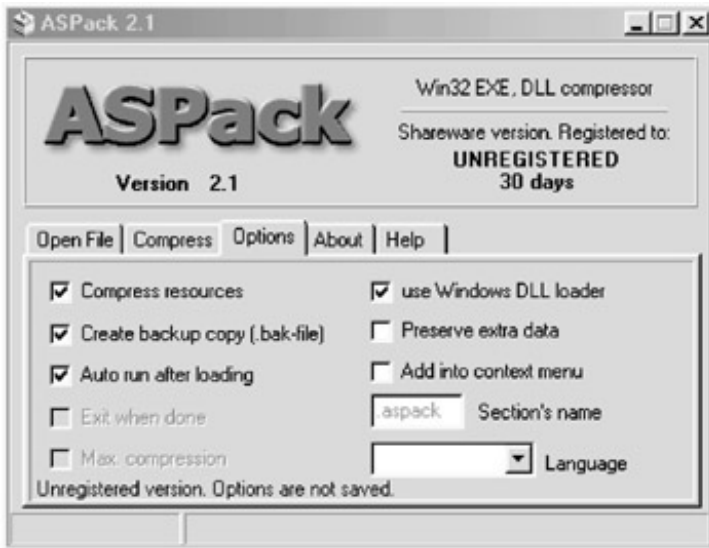 ASPack 2.1
ASPack
Version 2.1
Win32 EXE, DLL compressor
Shareware version. Registered to:
UNREGISTERED
30 days
Open File Compress Options About Help
Compress resources
Create backup copy (.bak-file)
Auto run after loading
Exit when done
Max. compression
use Windows DLL loader
Preserve extra data
Add into context menu
.aspack Section's name
Language
Unregistered version. Options are not saved.